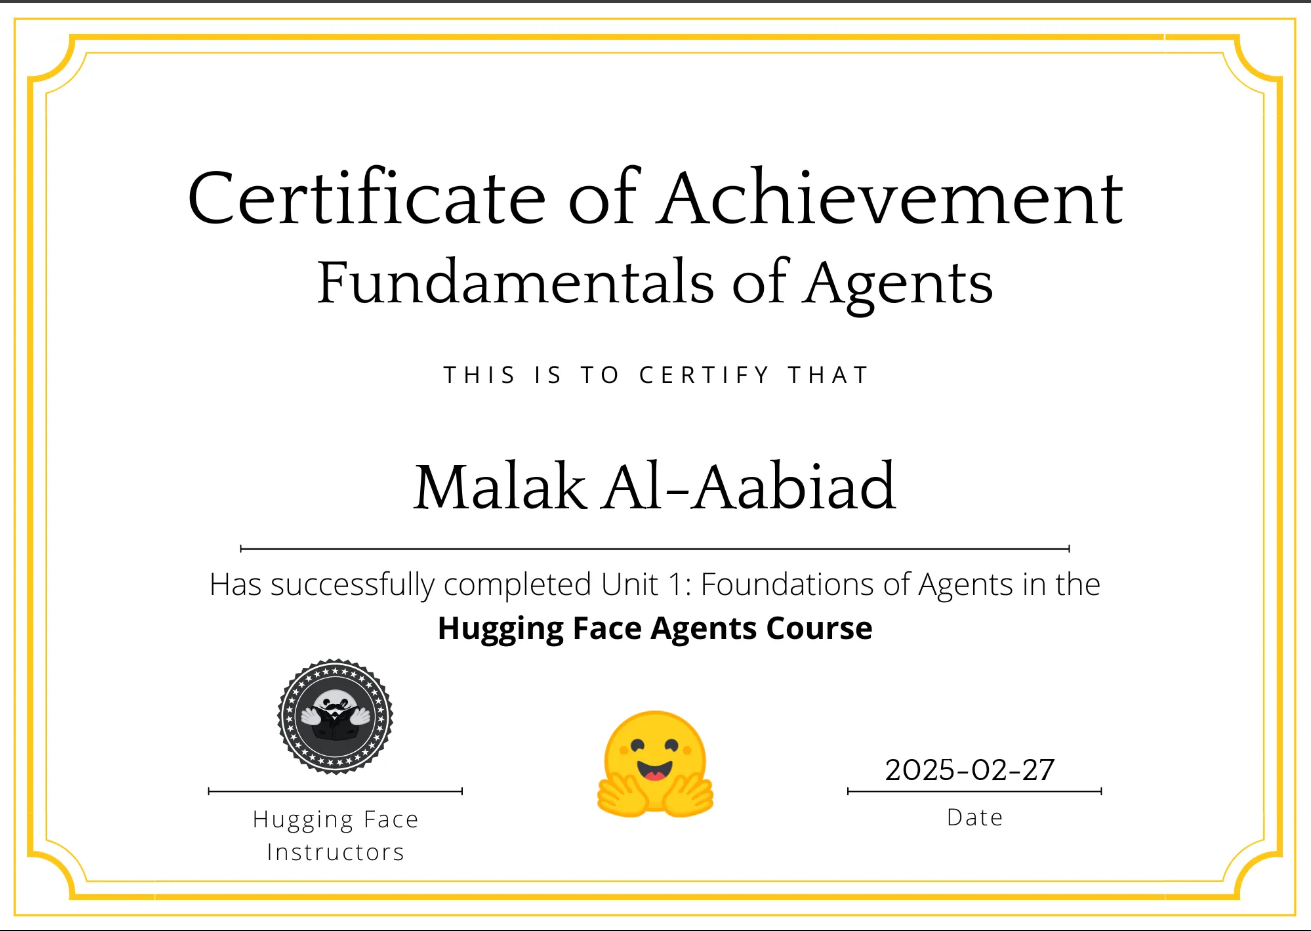 Certificate of Achievement
Fundamentals of Agents
THIS IS TO CERTIFY THAT
Malak Al-Aabiad
Has successfully completed Unit 1: Foundations of Agents in the
Hugging Face Agents Course
2025-02-27
Hugging Face
Instructors
Date